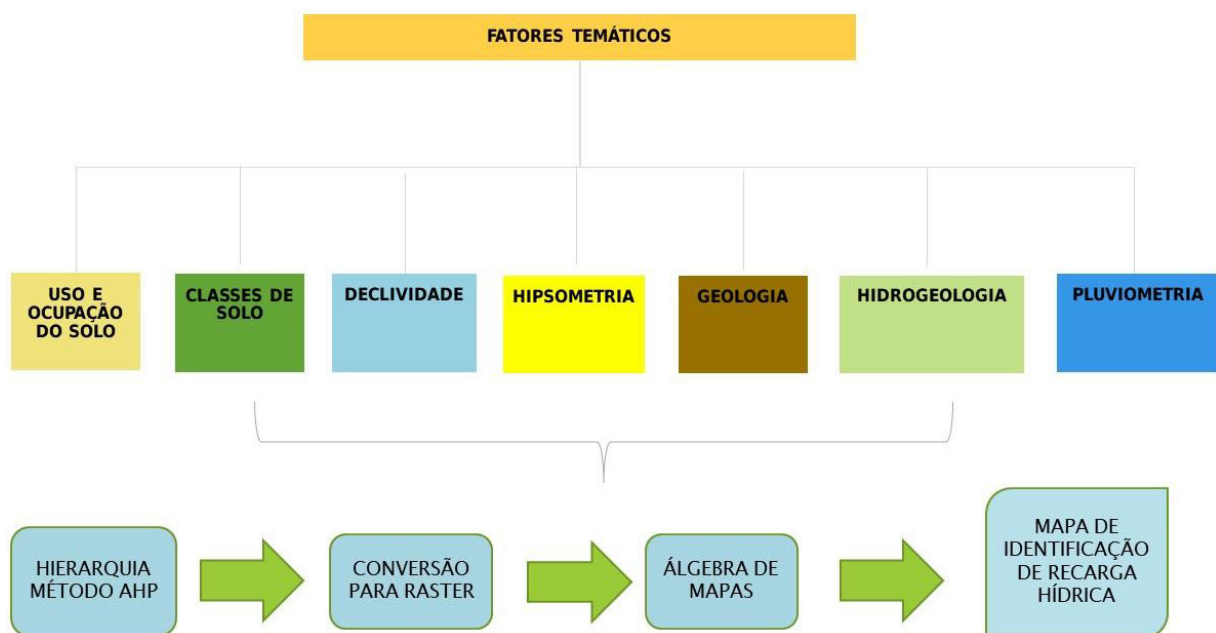 FATORES TEMÁTICOS
USO E
OCUPAÇÃO
DO SOLO
CLASSES DE
SOLO
DECLIVIDADE
HIPSOMETRIA
GEOLOGIA
HIDROGEOLOGIA
PLUVIOMETRIA
HIERARQUIA
MÉTODO AHP
CONVERSÃO
PARA RASTER
ÁLGEBRA DE
MAPAS
MAPA DE
IDENTIFICAÇÃO
DE RECARGA
HÍDRICA